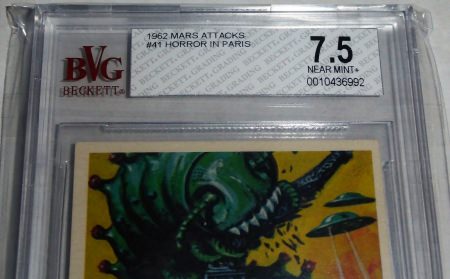 1962 MARS ATTACKS
#41 HORROR IN PARIS
BVG
BECKETT
7.5
NEAR MINT+
0010436992